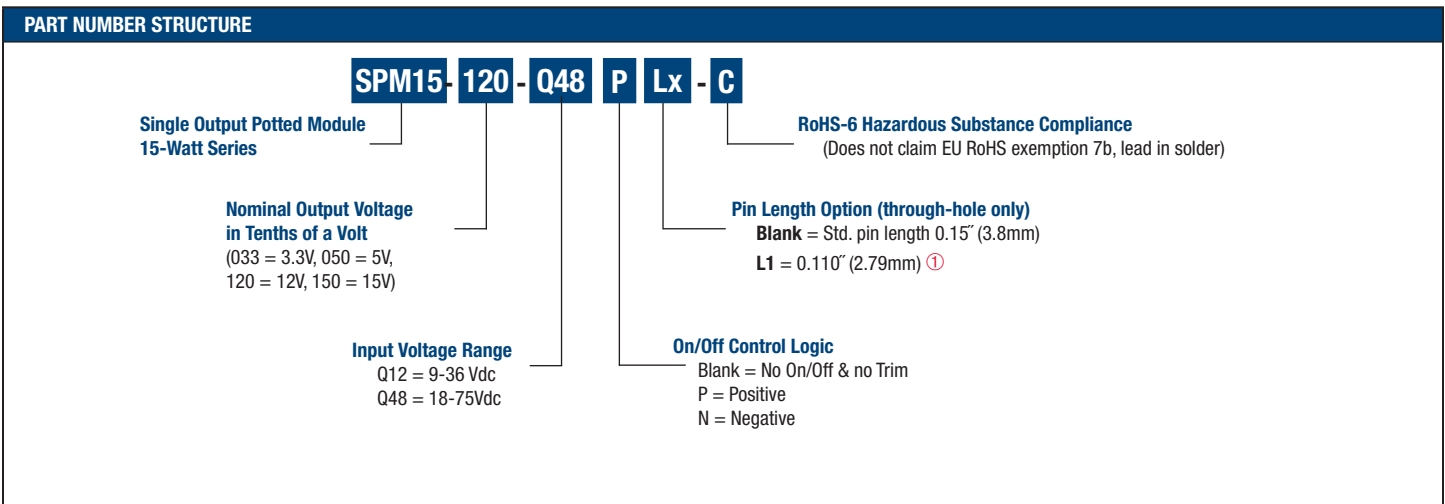 PART NUMBER STRUCTURE
SPM15 - 120 - Q48 P Lx - C
Single Output Potted Module
15-Watt Series
RoHS-6 Hazardous Substance Compliance
(Does not claim EU RoHS exemption 7b, lead in solder)
Nominal Output Voltage
in Tenths of a Volt
(033 = 3.3V, 050 = 5V,
120 = 12V, 150 = 15V)
Pin Length Option (through-hole only)
Blank = Std. pin length 0.15˝ (3.8mm)
L1 = 0.110˝ (2.79mm) ①
Input Voltage Range
Q12 = 9-36 Vdc
Q48 = 18-75Vdc
On/Off Control Logic
Blank = No On/Off & no Trim
P = Positive
N = Negative